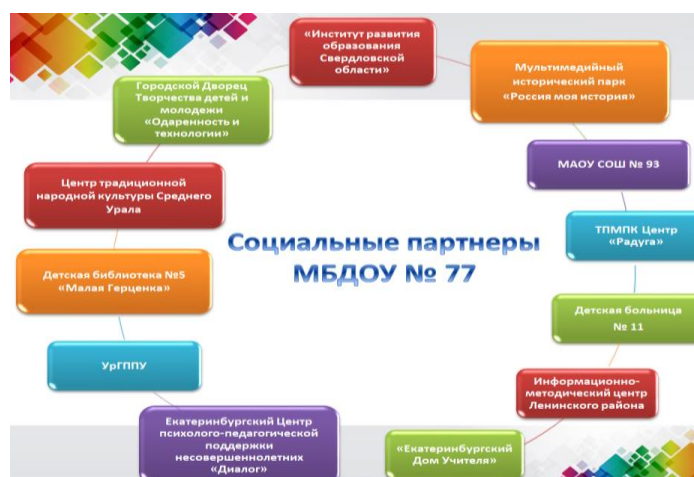 «Институт развития
образования
Свердловской
области»
Мультимедийный
исторический парк
«Россия моя история»
МАОУ СОШ № 93
ТПМПК Центр
«Радуга»
Детская больница
№ 11
Информационно-
методический центр
Ленинского района
«Екатеринбургский
Дом Учителя»
Екатеринбургский Центр
психолого-педагогической
поддержки
несовершеннолетних
«Диалог»
УрГППУ
Детская библиотека №5
«Малая Герценка»
Центр традиционной
народной культуры Среднего
Урала
Городской Дворец
Творчества детей и
молодежи
«Одаренность и
технологии»
Социальные партнеры
МБДОУ № 77